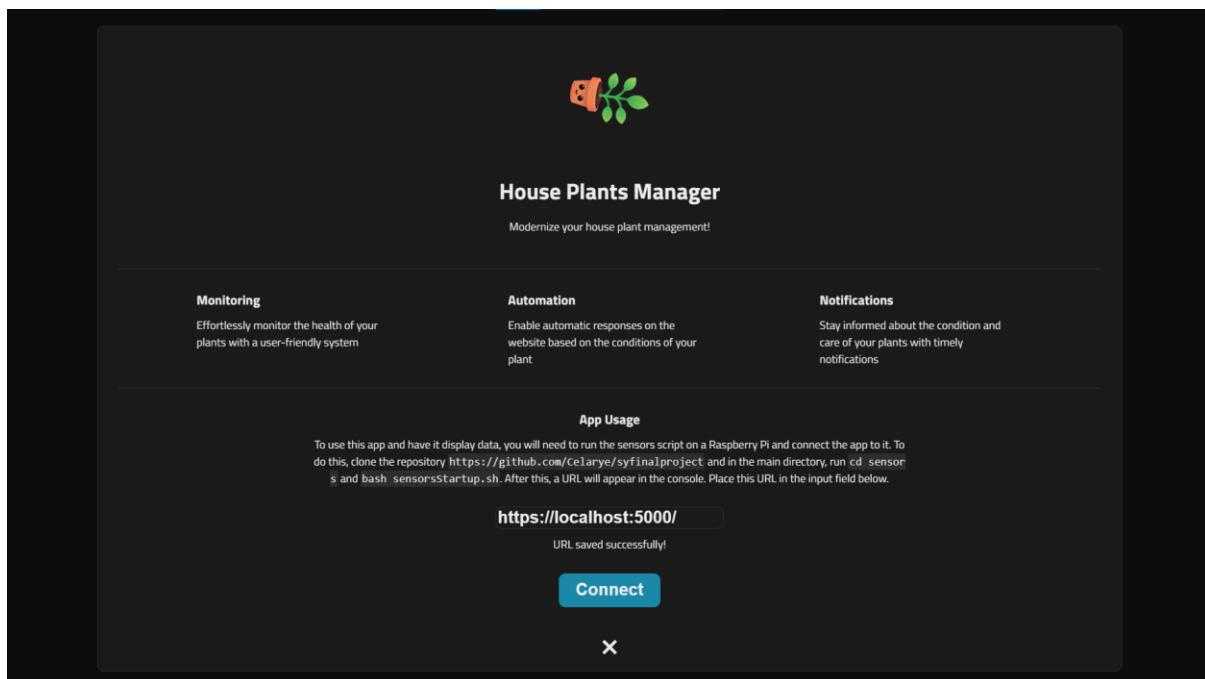 House Plants Manager
Modernize your house plant management!
Monitoring
Effortlessly monitor the health of your
plants with a user-friendly system
Automation
Enable automatic responses on the
website based on the conditions of your
plant
Notifications
Stay informed about the condition and
care of your plants with timely
notifications
App Usage
To use this app and have it display data, you will need to run the sensors script on a Raspberry Pi and connect the app to it. To
do this, clone the repository https://github.com/Celarye/syfinalproject and in the main directory, run cd sensor
s and bash sensorsStartup.sh. After this, a URL will appear in the console. Place this URL in the input field below.
https://localhost:5000/
URL saved successfully!
Connect
✕